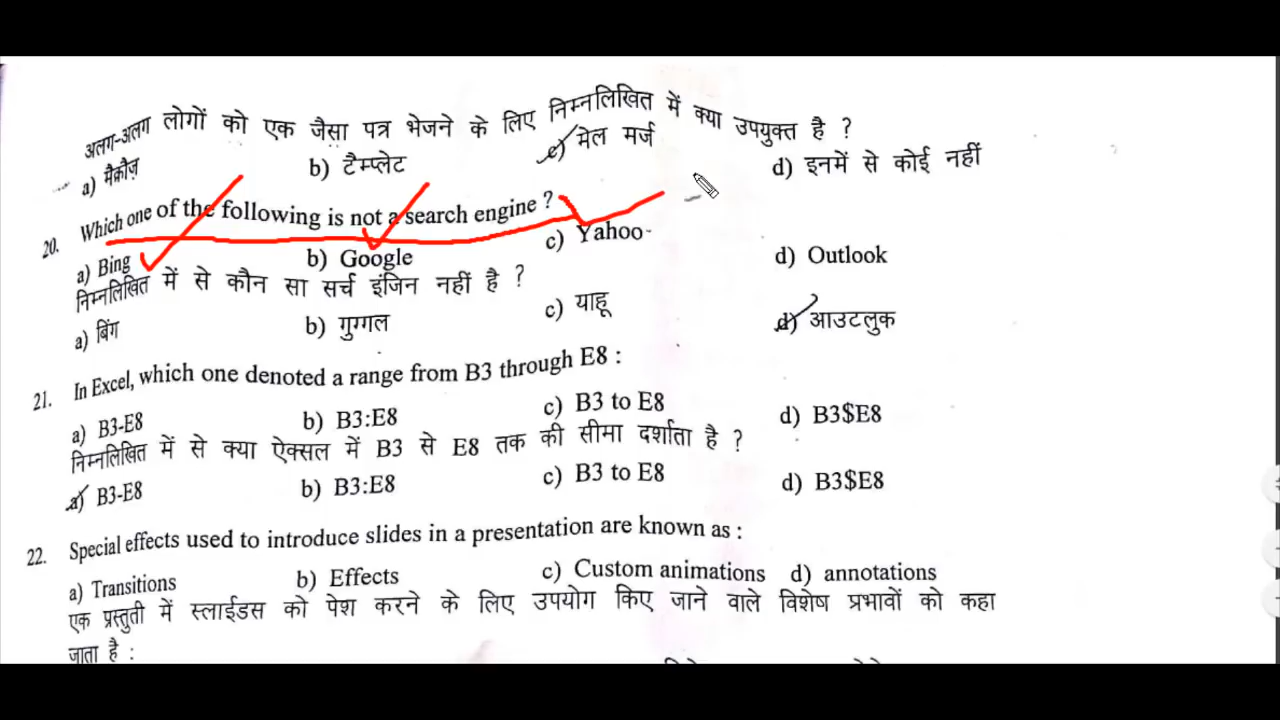 अलग-अलग लोगों को एक जैसा पत्र भेजने के लिए निम्नलिखित में क्या उपयुक्त है ?
a) मैक्रौज़ b) टैम्प्लेट c) मेल मर्ज d) इनमें से कोई नहीं
20. Which one of the following is not a search engine ?
a) Bing b) Google c) Yahoo d) Outlook
निम्नलिखित में से कौन सा सर्च इंजिन नहीं है ?
a) बिंग b) गुग्गल c) याहू d) आउटलुक
21. In Excel, which one denoted a range from B3 through E8 :
a) B3-E8 b) B3:E8 c) B3 to E8 d) B3$E8
निम्नलिखित में से क्या ऐक्सल में B3 से E8 तक की सीमा दर्शाता है ?
a) B3-E8 b) B3:E8 c) B3 to E8 d) B3$E8
22. Special effects used to introduce slides in a presentation are known as :
a) Transitions b) Effects c) Custom animations d) annotations
एक प्रस्तुती में स्लाईडस को पेश करने के लिए उपयोग किए जाने वाले विशेष प्रभावों को कहा
जाता है :